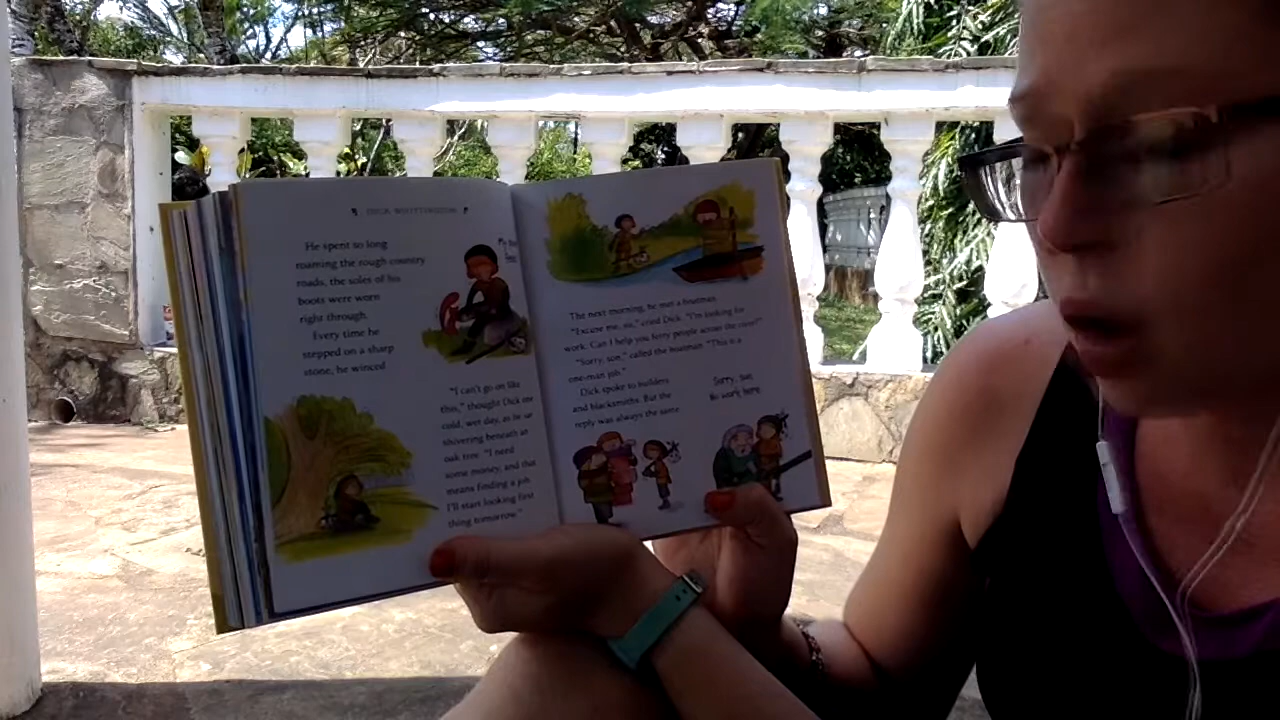 DICK WHITTINGTON
He spent so long
roaming the rough country
roads, the soles of his
boots were worn
right through.
Every time he
stepped on a sharp
stone, he winced
"I can't go on like
this," thought Dick one
cold, wet day, as he sat
shivering beneath an
oak tree. "I need
some money, and that
means finding a job.
I'll start looking first
thing tomorrow."
The next morning, he met a boatman.
"Excuse me, sir," cried Dick. "I'm looking for
work. Can I help you ferry people across the river?"
"Sorry, son," called the boatman. "This is a
one-man job."
Dick spoke to builders
and blacksmiths. But the
reply was always the same.
Sorry, son,
no work here.